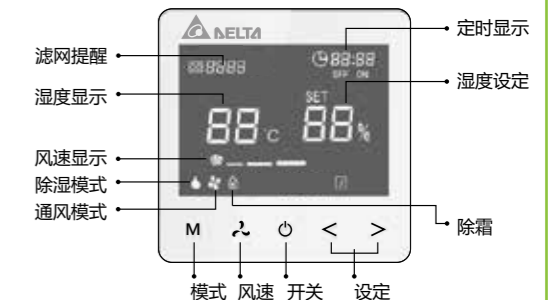 DELTA
定时显示
滤网提醒
8888
88:88
OFF ON
湿度设定
湿度显示
SET
88 C
88 %
风速显示
除湿模式
通风模式
除霜
M
< >
模式 风速 开关 设定